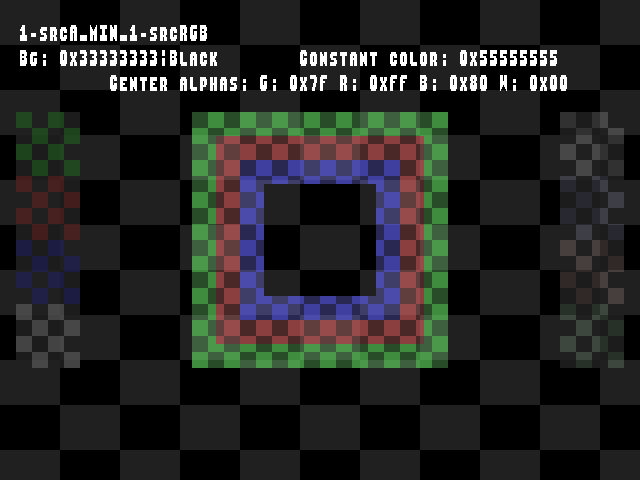 1-srcA_MIN_1-srcRGB
Bg: 0x33333333¦Black Constant color: 0x55555555
Center alphas: G: 0x7f R: 0xff B: 0x80 W: 0x00